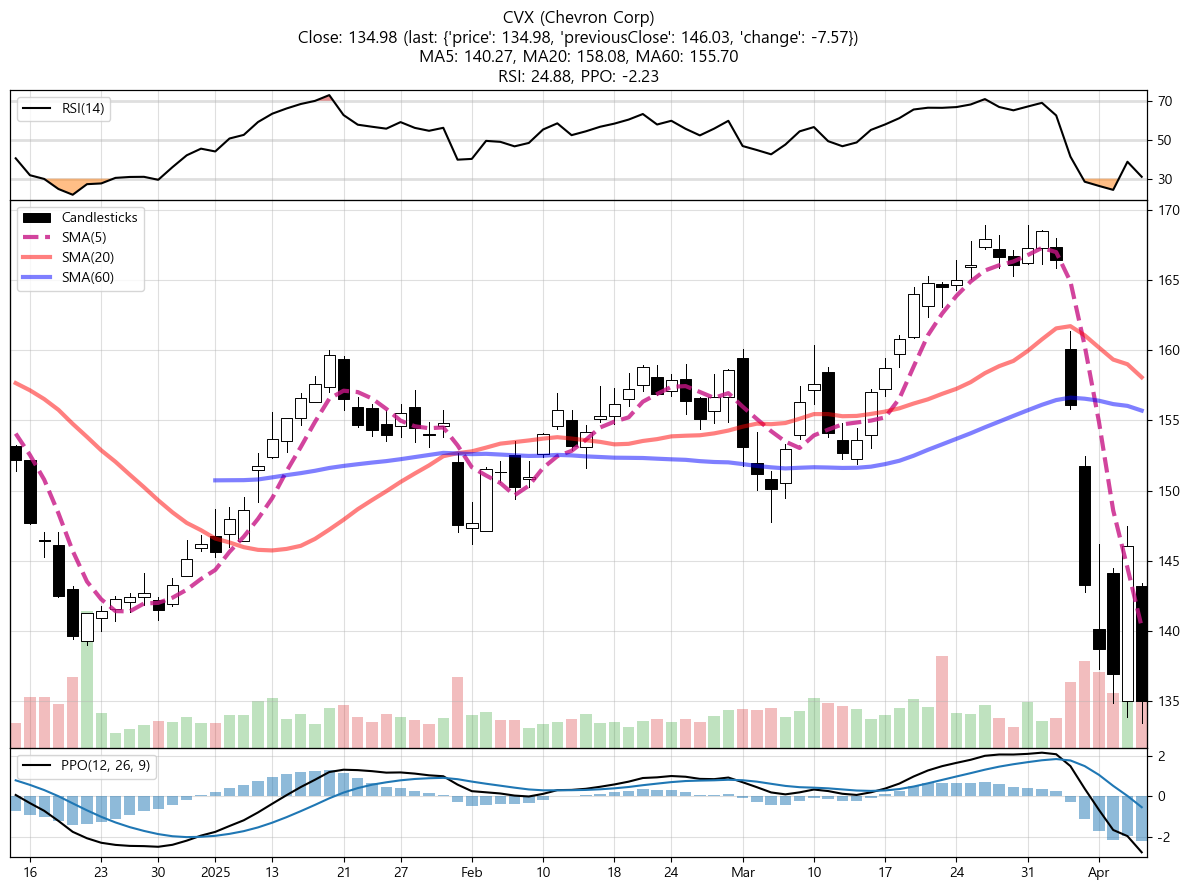 CVX (Chevron Corp)
Close: 134.98 (last: {'price': 134.98, 'previousClose': 146.03, 'change': -7.57})
MA5: 140.27, MA20: 158.08, MA60: 155.70
RSI: 24.88, PPO: -2.23
RSI(14)
70
50
30
Candlesticks
SMA(5)
SMA(20)
SMA(60)
170
165
160
155
150
145
140
135
PPO(12, 26, 9)
2
0
-2
16 23 30 2025 13 21 27 Feb 10 18 24 Mar 10 17 24 31 Apr